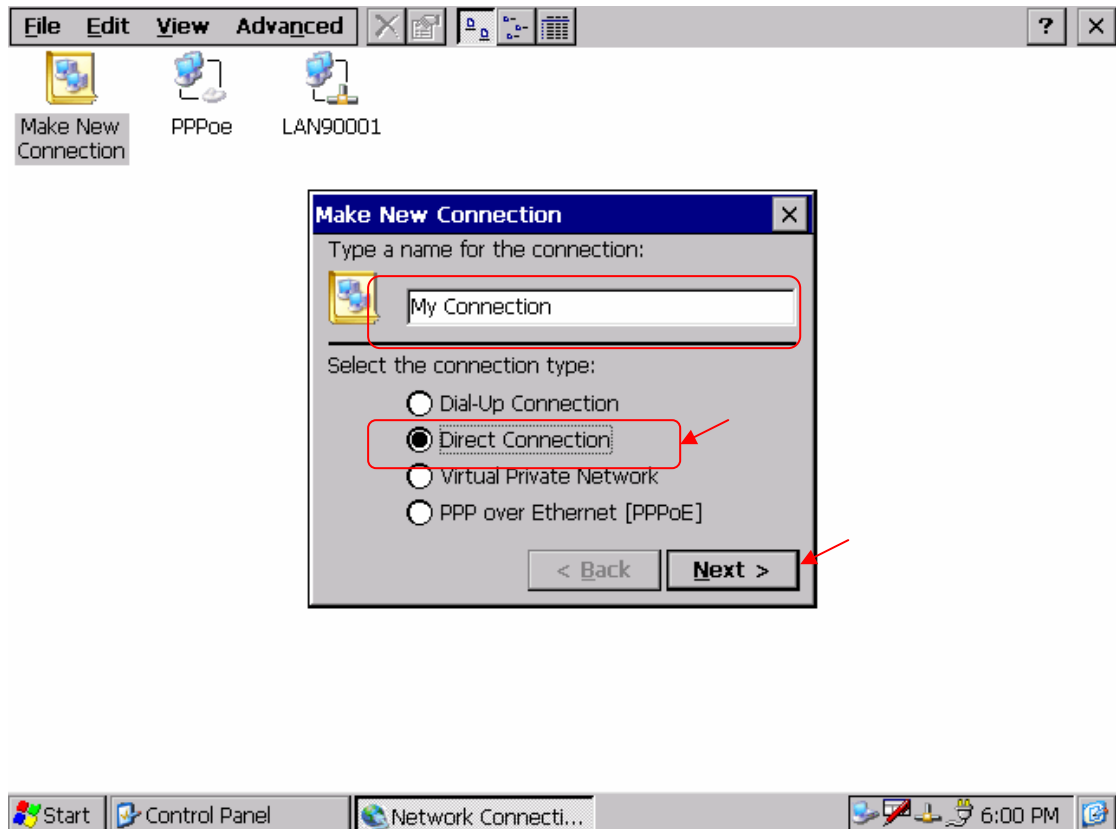 File Edit View Advanced ? ×
Make New Connection
PPPoe
LAN90001
Make New Connection ×
Type a name for the connection:
My Connection
Select the connection type:
Dial-Up Connection
Direct Connection
Virtual Private Network
PPP over Ethernet [PPPoE]
< Back Next >
Start Control Panel Network Connecti... 6:00 PM